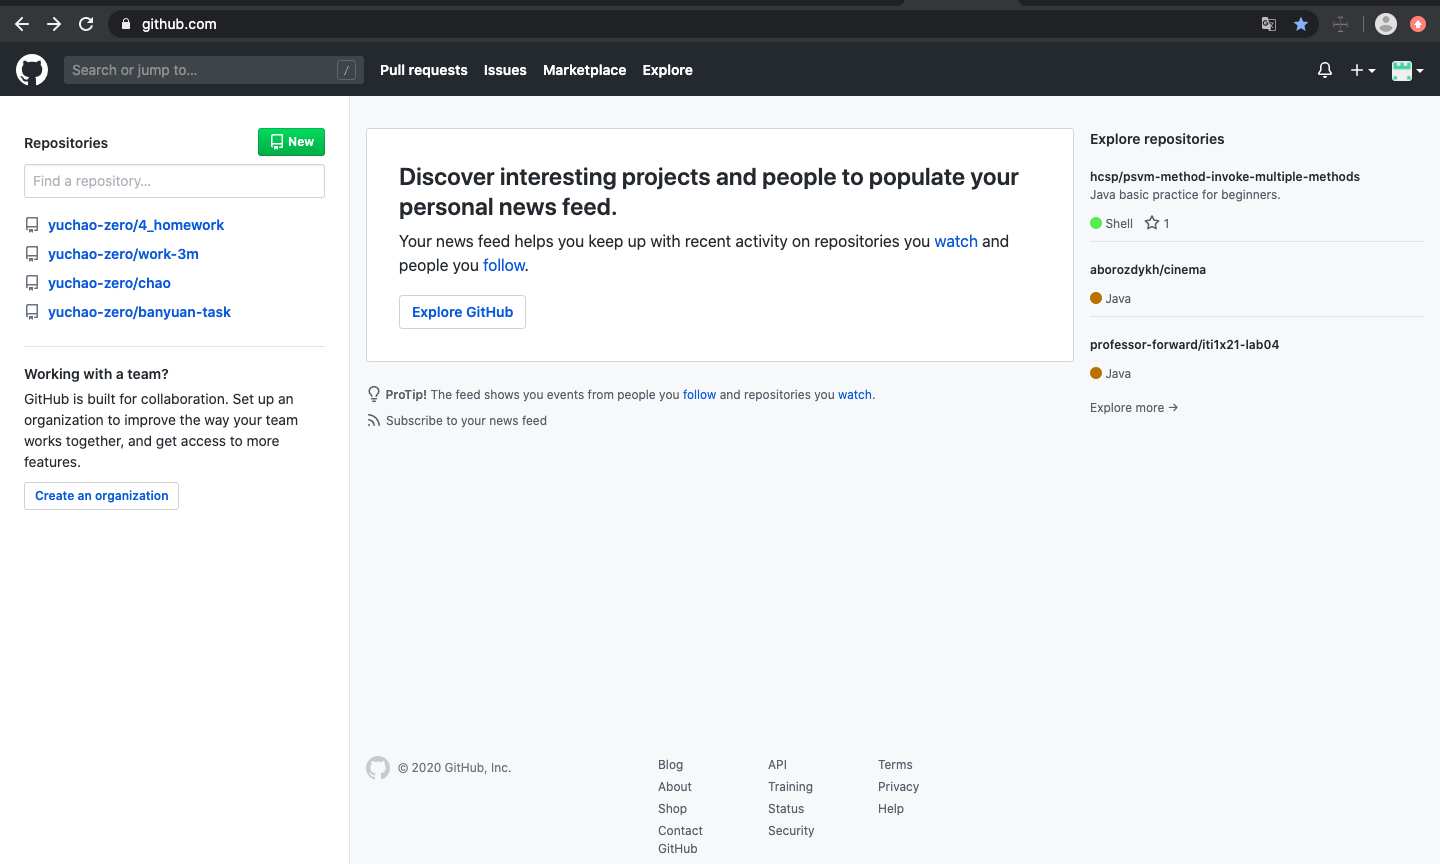 github.com
Search or jump to...
/
Pull requests
Issues
Marketplace
Explore
Repositories
New
Find a repository...
yuchao-zero/4_homework
yuchao-zero/work-3m
yuchao-zero/chao
yuchao-zero/banyuan-task
Working with a team?
GitHub is built for collaboration. Set up an
organization to improve the way your team
works together, and get access to more
features.
Create an organization
Discover interesting projects and people to populate your
personal news feed.
Your news feed helps you keep up with recent activity on repositories you watch and
people you follow.
Explore GitHub
ProTip! The feed shows you events from people you follow and repositories you watch.
Subscribe to your news feed
Explore repositories
hcsp/psvm-method-invoke-multiple-methods
Java basic practice for beginners.
Shell 1
aborozdykh/cinema
Java
professor-forward/iti1x21-lab04
Java
Explore more →
© 2020 GitHub, Inc.
Blog
About
Shop
Contact
GitHub
API
Training
Status
Security
Terms
Privacy
Help